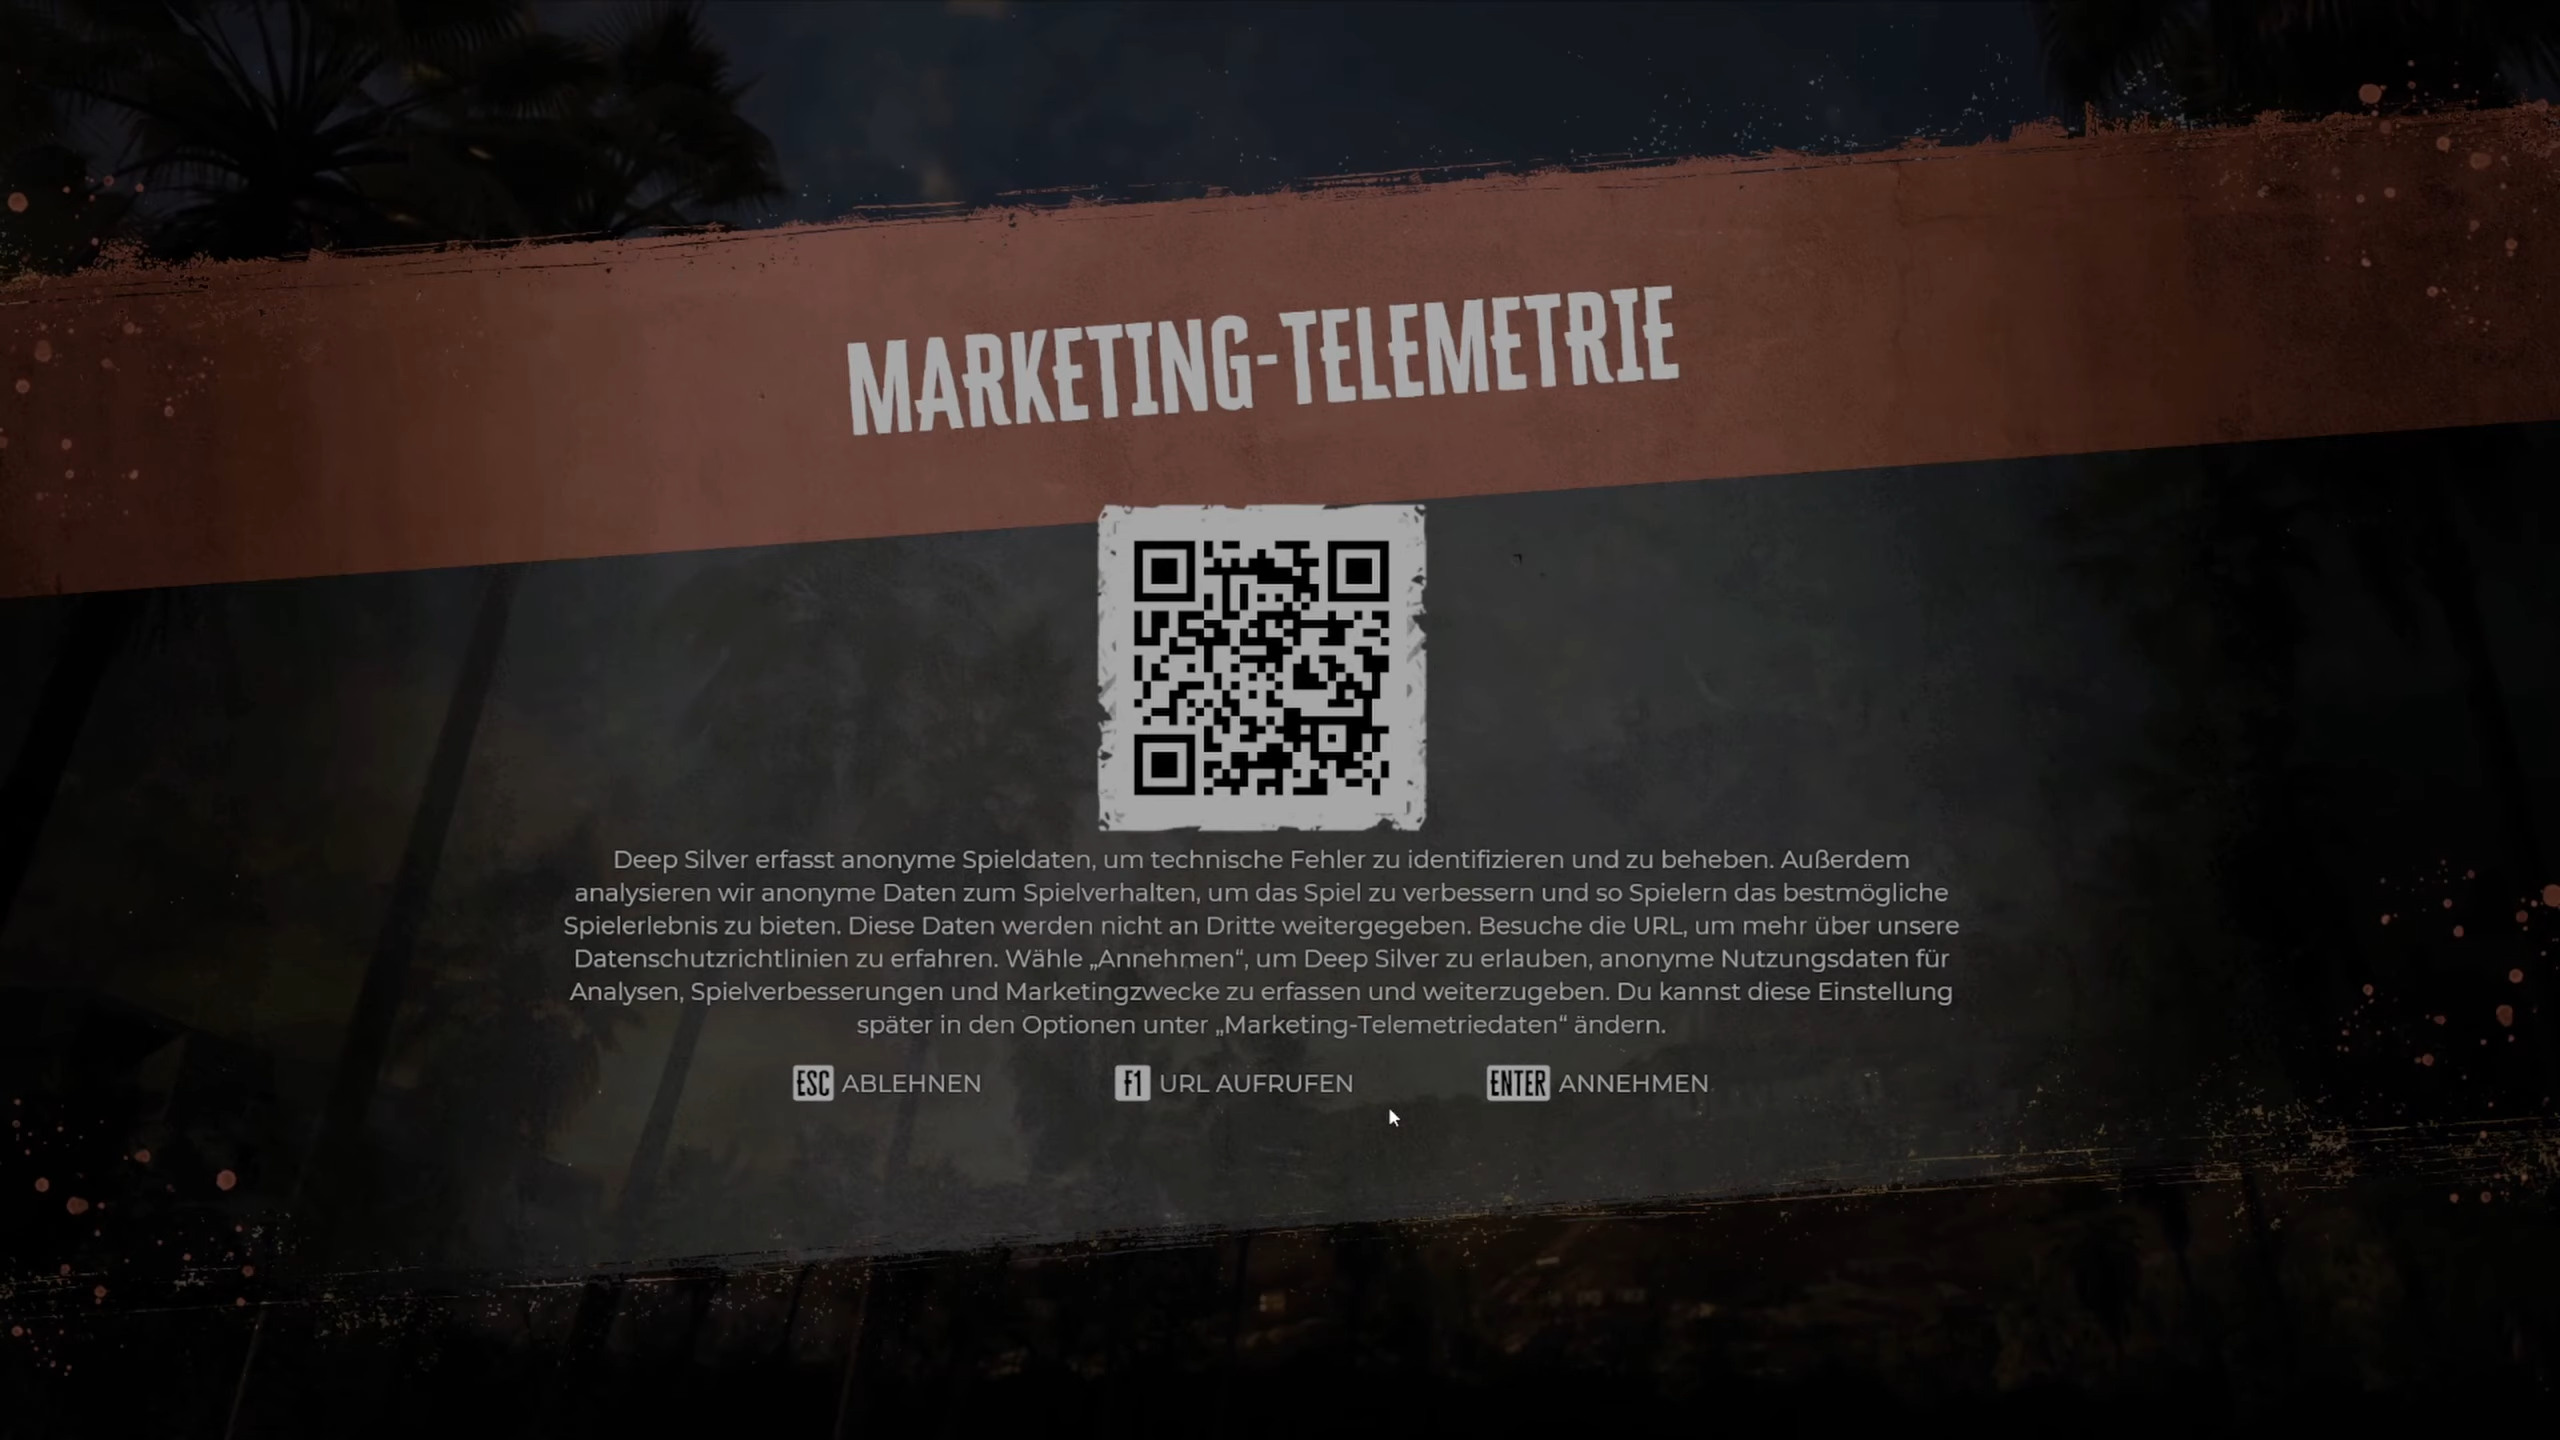 MARKETING-TELEMETRIE
Deep Silver erfasst anonyme Spieldaten, um technische Fehler zu identifizieren und zu beheben. Außerdem
analysieren wir anonyme Daten zum Spielverhalten, um das Spiel zu verbessern und so Spielern das bestmögliche
Spielerlebnis zu bieten. Diese Daten werden nicht an Dritte weitergegeben. Besuche die URL, um mehr über unsere
Datenschutzrichtlinien zu erfahren. Wähle „Annehmen“, um Deep Silver zu erlauben, anonyme Nutzungsdaten für
Analysen, Spielverbesserungen und Marketingzwecke zu erfassen und weiterzugeben. Du kannst diese Einstellung
später in den Optionen unter „Marketing-Telemetriedaten“ ändern.
ESC ABLEHNEN F1 URL AUFRUFEN ENTER ANNEHMEN